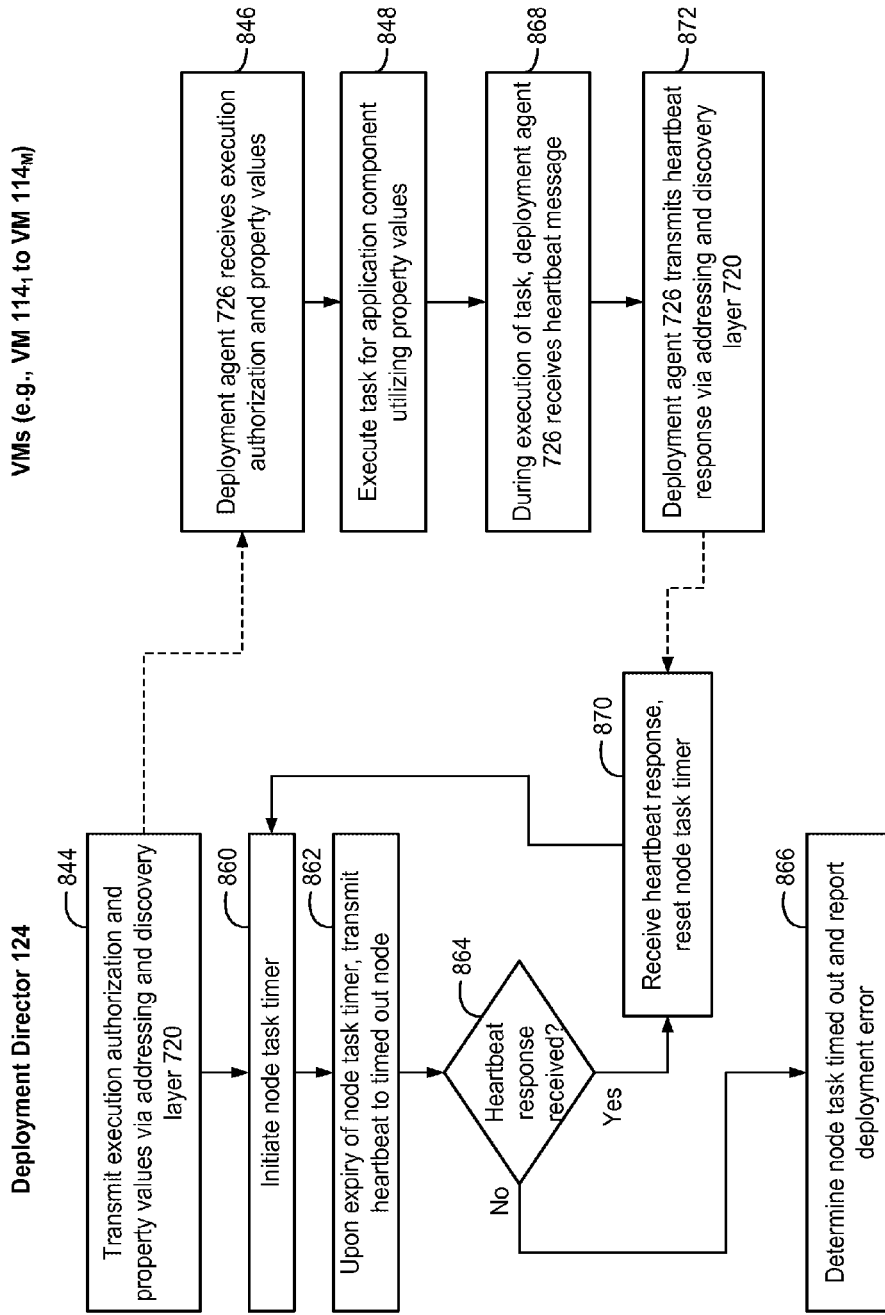 Deployment Director 124
844
Transmit execution authorization and
property values via addressing and discovery
layer 720
860
Initiate node task timer
862
Upon expiry of node task timer, transmit
heartbeat to timed out node
864
Heartbeat
response
received?
No
Yes
870
Receive heartbeat response,
reset node task timer
866
Determine node task timed out and report
deployment error
VMs (e.g., VM 114₁ to VM 114ₘ)
846
Deployment agent 726 receives execution
authorization and property values
848
Execute task for application component
utilizing property values
868
During execution of task, deployment agent
726 receives heartbeat message
872
Deployment agent 726 transmits heartbeat
response via addressing and discovery
layer 720